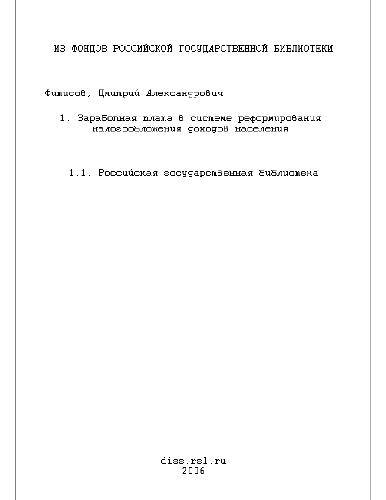 ИЗ ФОНДОВ РОССИЙСКОЙ ГОСУДАРСТВЕННОЙ БИБЛИОТЕКИ
Фитисов, Дмитрий Александрович
1. Заработная плата в системе реформирования
налогообложения доходов населения
1.1. Российская государственная библиотека
diss.rsl.ru
2006